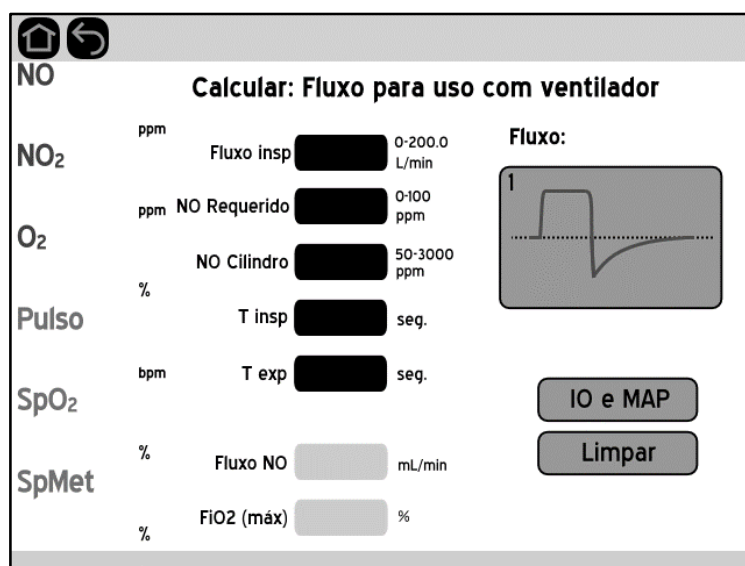 NO
Calcular: Fluxo para uso com ventilador
ppm
NO₂
Fluxo insp
0-200.0
L/min
Fluxo:
ppm
NO Requerido
0-100
ppm
1
O₂
NO Cilindro
50-3000
ppm
%
Pulso
T insp
seg.
bpm
T exp
seg.
SpO₂
IO e MAP
%
Fluxo NO
mL/min
Limpar
SpMet
FiO2 (máx)
%
%